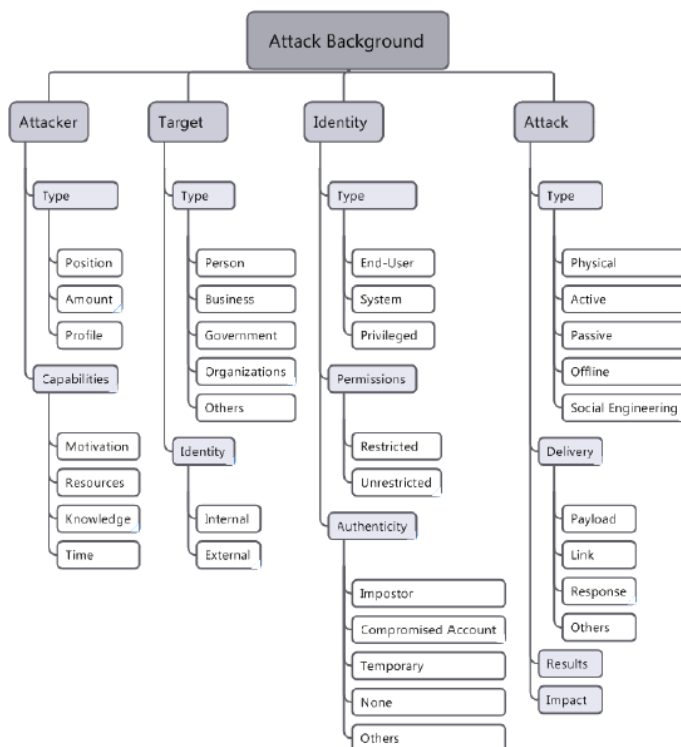 Attack Background
Attacker
Type
Position
Amount
Profile
Capabilities
Motivation
Resources
Knowledge
Time
Target
Type
Person
Business
Government
Organizations
Others
Identity
Internal
External
Identity
Type
End-User
System
Privileged
Permissions
Restricted
Unrestricted
Authenticity
Impostor
Compromised Account
Temporary
None
Others
Attack
Type
Physical
Active
Passive
Offline
Social Engineering
Delivery
Payload
Link
Response
Others
Results
Impact